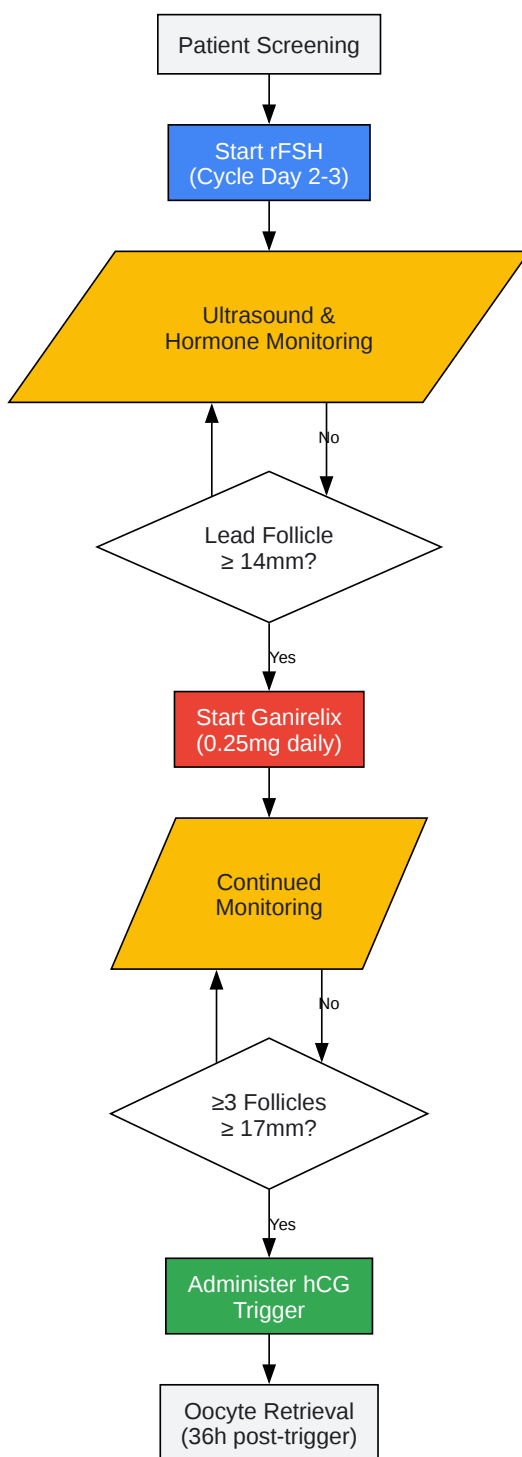 Patient Screening
Start rFSH
(Cycle Day 2-3)
Ultrasound &
Hormone Monitoring
No
Lead Follicle
≥ 14mm?
Yes
Start Ganirelix
(0.25mg daily)
Continued
Monitoring
No
≥3 Follicles
≥ 17mm?
Yes
Administer hCG
Trigger
Oocyte Retrieval
(36h post-trigger)